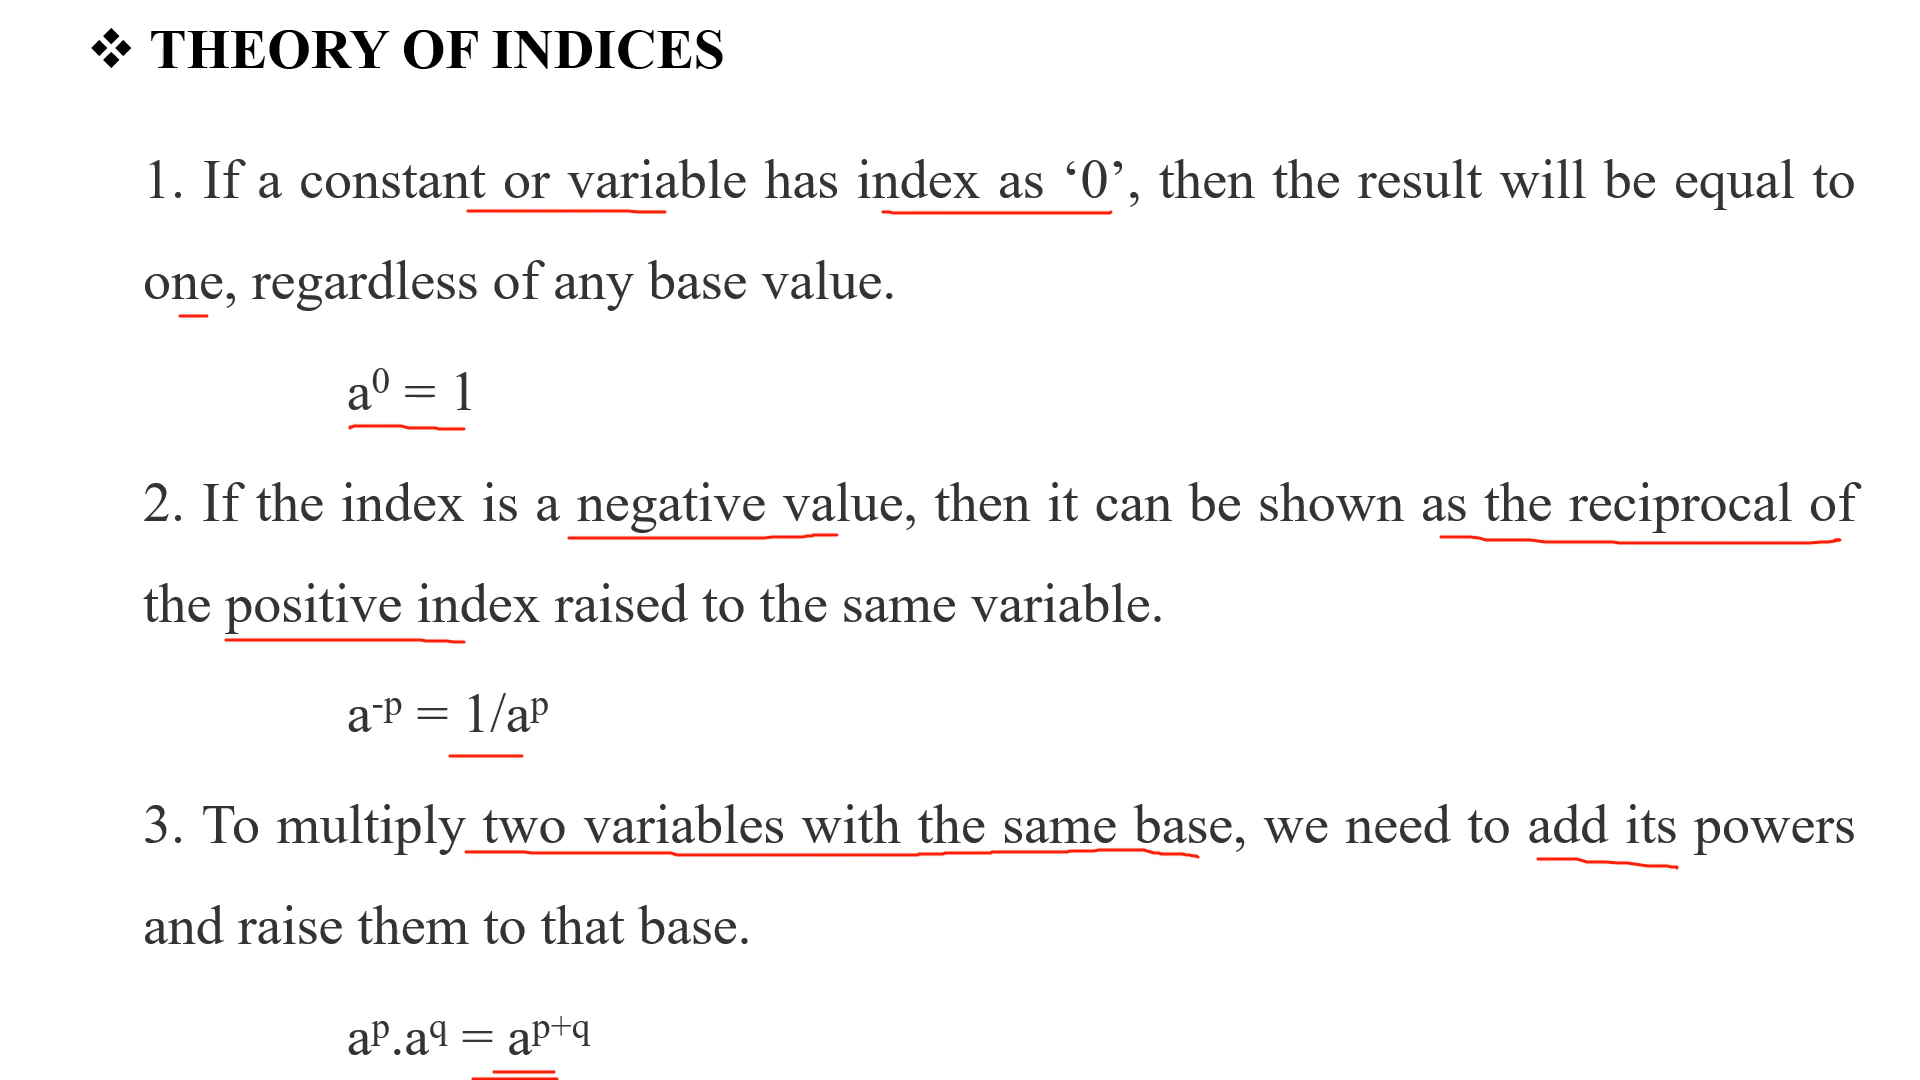 ❖ THEORY OF INDICES
1. If a constant or variable has index as ‘0’, then the result will be equal to
one, regardless of any base value.
a⁰ = 1
2. If the index is a negative value, then it can be shown as the reciprocal of
the positive index raised to the same variable.
a⁻ᵖ = 1/aᵖ
3. To multiply two variables with the same base, we need to add its powers
and raise them to that base.
aᵖ.a^q = a^(p+q)